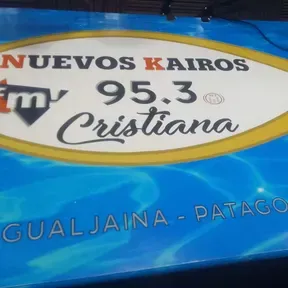 NUEVOS KAIROS
fm 95.3
Cristiana
GUALJAINA - PATAGO